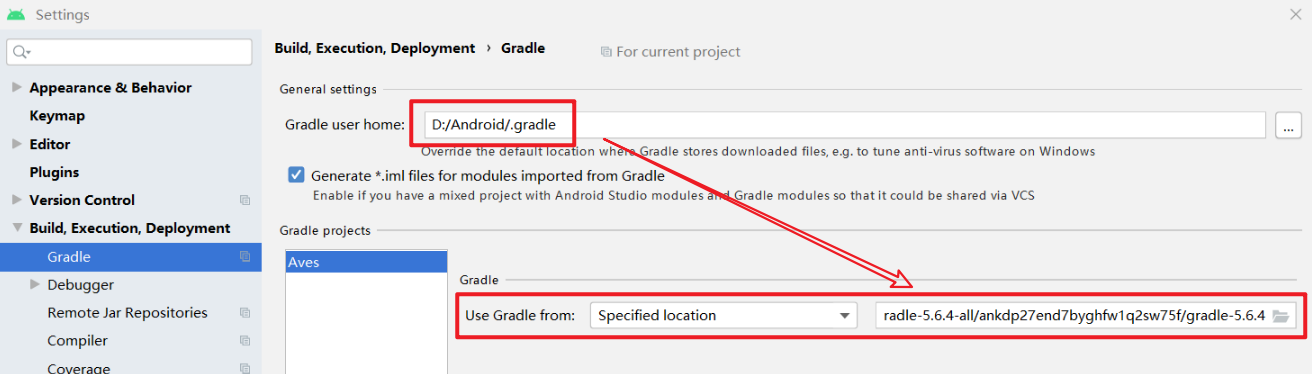 Settings
Build, Execution, Deployment › Gradle
For current project
Appearance & Behavior
Keymap
Editor
Plugins
Version Control
Build, Execution, Deployment
Gradle
Debugger
Remote Jar Repositories
Compiler
Coverage
General settings
Gradle user home: D:/Android/.gradle ...
Override the default location where Gradle stores downloaded files, e.g. to tune anti-virus software on Windows
Generate *.iml files for modules imported from Gradle
Enable if you have a mixed project with Android Studio modules and Gradle modules so that it could be shared via VCS
Gradle projects
Aves
Gradle
Use Gradle from: Specified location radle-5.6.4-all/ankdp27end7byghfw1q2sw75f/gradle-5.6.4